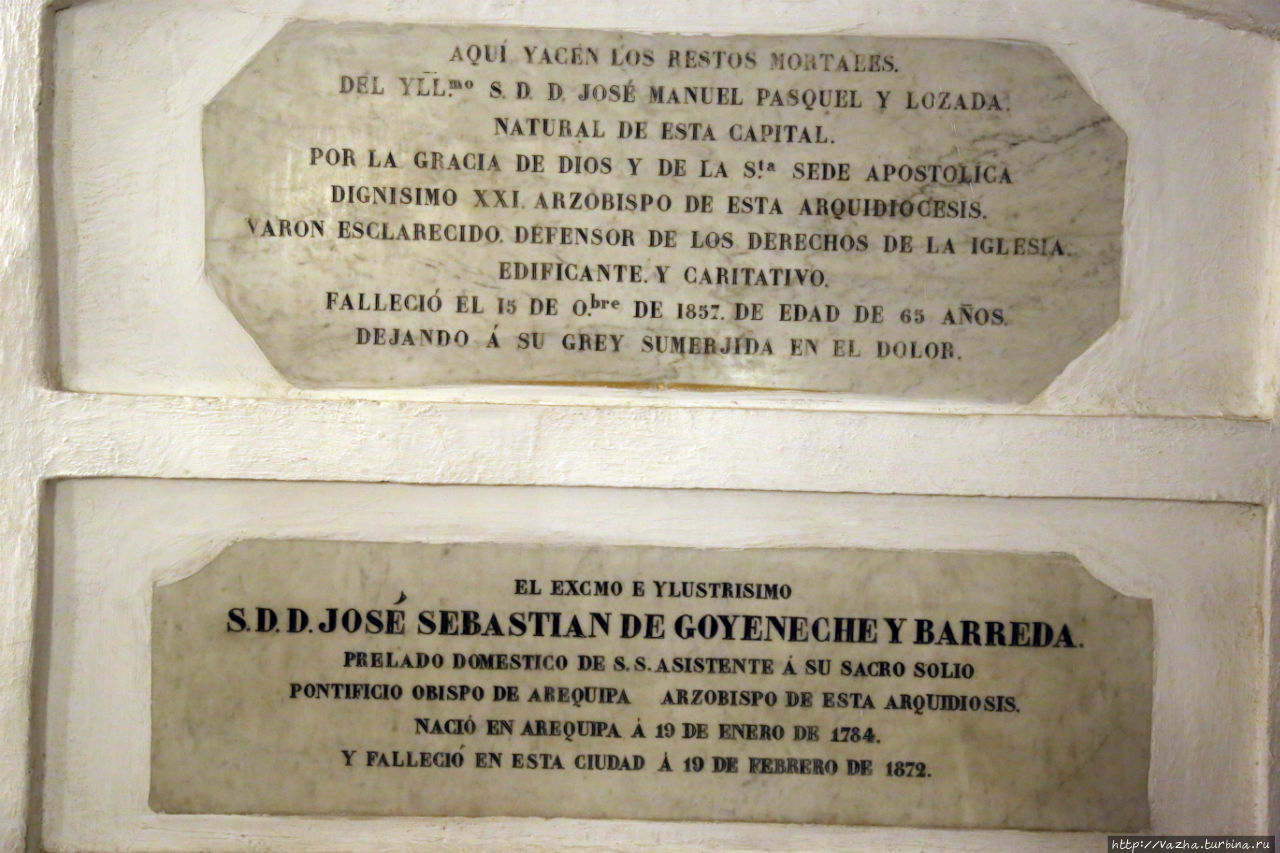 AQUÍ YACEN LOS RESTOS MORTALES.
DEL YLL.mo S. D. D. JOSÉ MANUEL PASQUEL Y LOZADA.
NATURAL DE ESTA CAPITAL.
POR LA GRACIA DE DIOS Y DE LA S.ta SEDE APOSTOLICA
DIGNISIMO XXI. ARZOBISPO DE ESTA ARQUIDIOCESIS.
VARON ESCLARECIDO. DEFENSOR DE LOS DERECHOS DE LA IGLESIA.
EDIFICANTE. Y CARITATIVO.
FALLECIÓ EL 15 DE O.bre DE 1857. DE EDAD DE 65 AÑOS.
DEJANDO Á SU GREY SUMERJIDA EN EL DOLOR.
EL EXCMO E YLUSTRISIMO
S.D.D. JOSÉ SEBASTIAN DE GOYENECHE Y BARREDA.
PRELADO DOMESTICO DE S.S. ASISTENTE Á SU SACRO SOLIO
PONTIFICIO OBISPO DE AREQUIPA ARZOBISPO DE ESTA ARQUIDIOSIS.
NACIÓ EN AREQUIPA Á 19 DE ENERO DE 1784.
Y FALLECIÓ EN ESTA CIUDAD Á 19 DE FEBRERO DE 1872.
http://vazha.turbina.ru